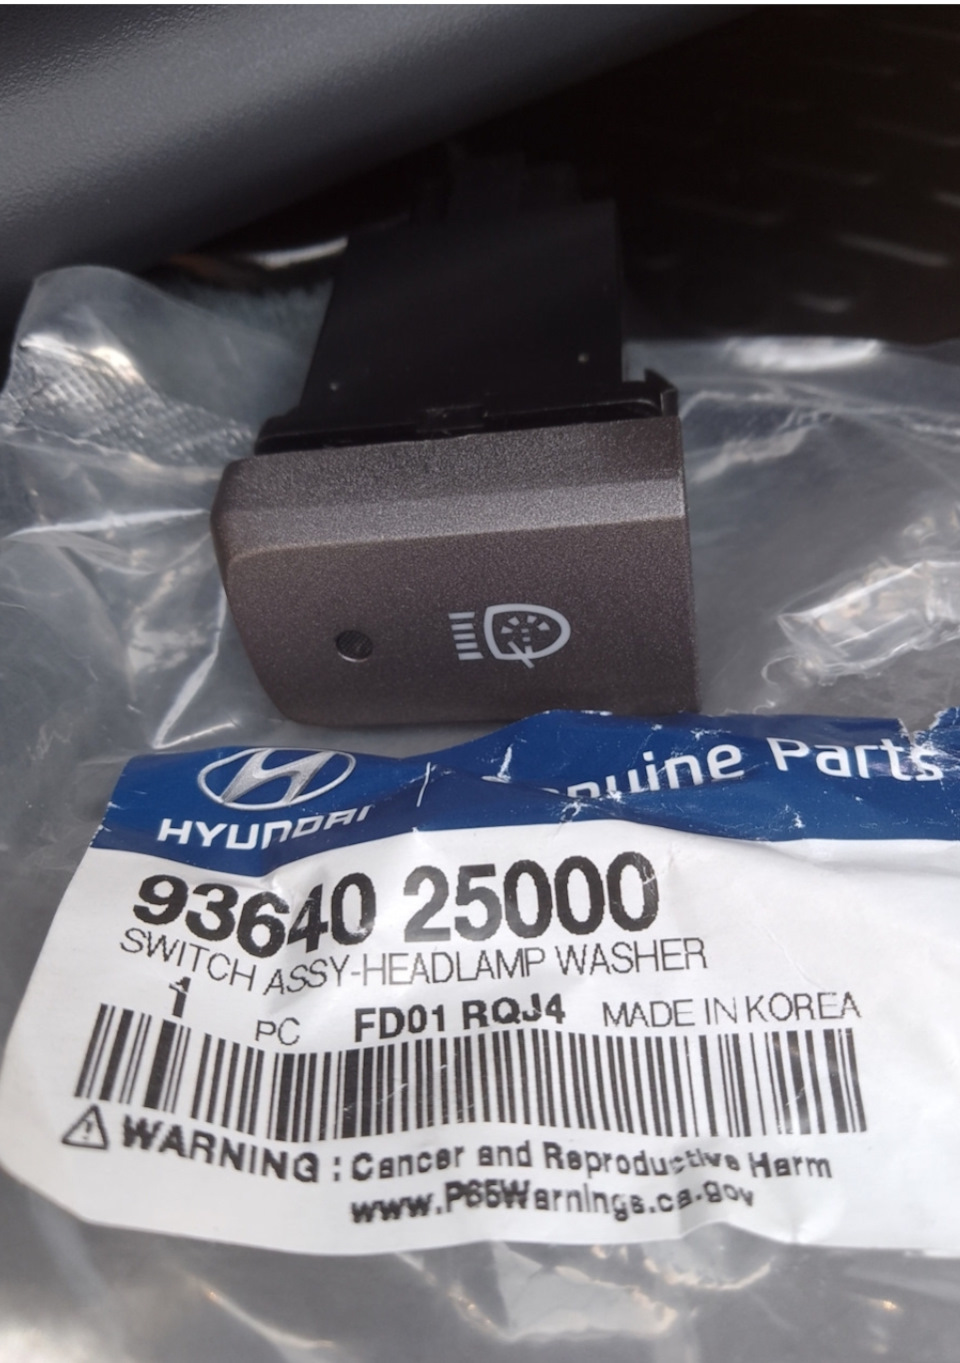 HYUNDAI Genuine Parts
93640 25000
SWITCH ASSY-HEADLAMP WASHER
1 PC FD01 RQJ4 MADE IN KOREA
WARNING : Cancer and Reproductive Harm
www.P65Warnings.ca.gov